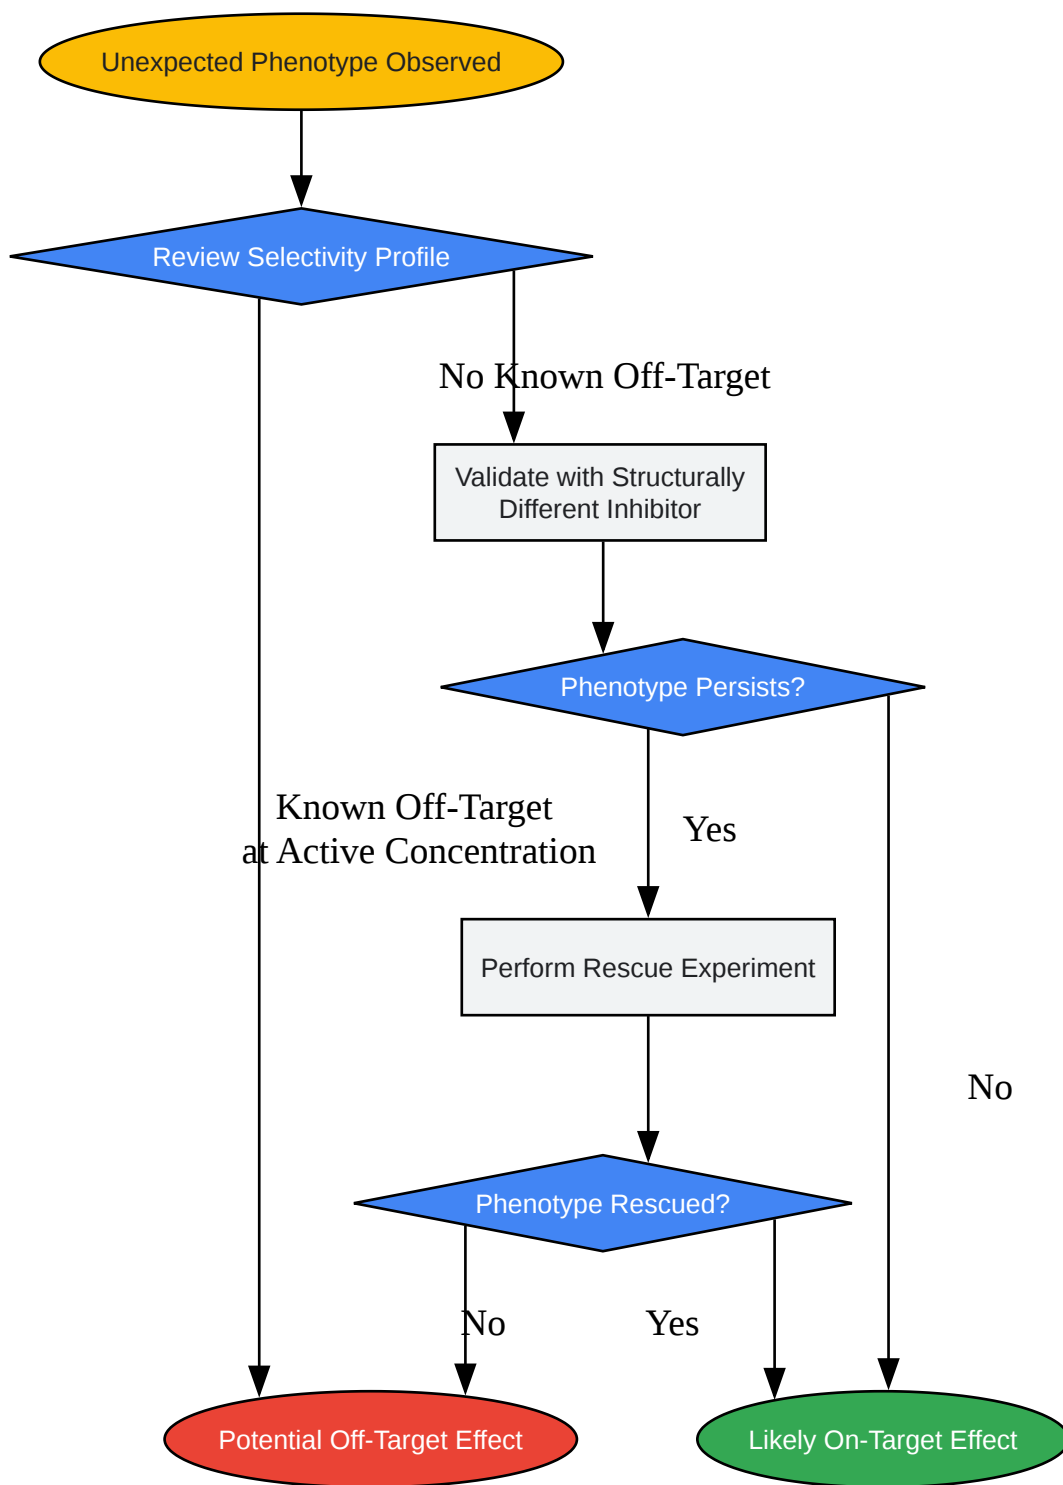 Unexpected Phenotype Observed
Review Selectivity Profile
No Known Off-Target
Validate with Structurally
Different Inhibitor
Phenotype Persists?
Known Off-Target
at Active Concentration
Yes
Perform Rescue Experiment
No
Phenotype Rescued?
No
Yes
Potential Off-Target Effect
Likely On-Target Effect